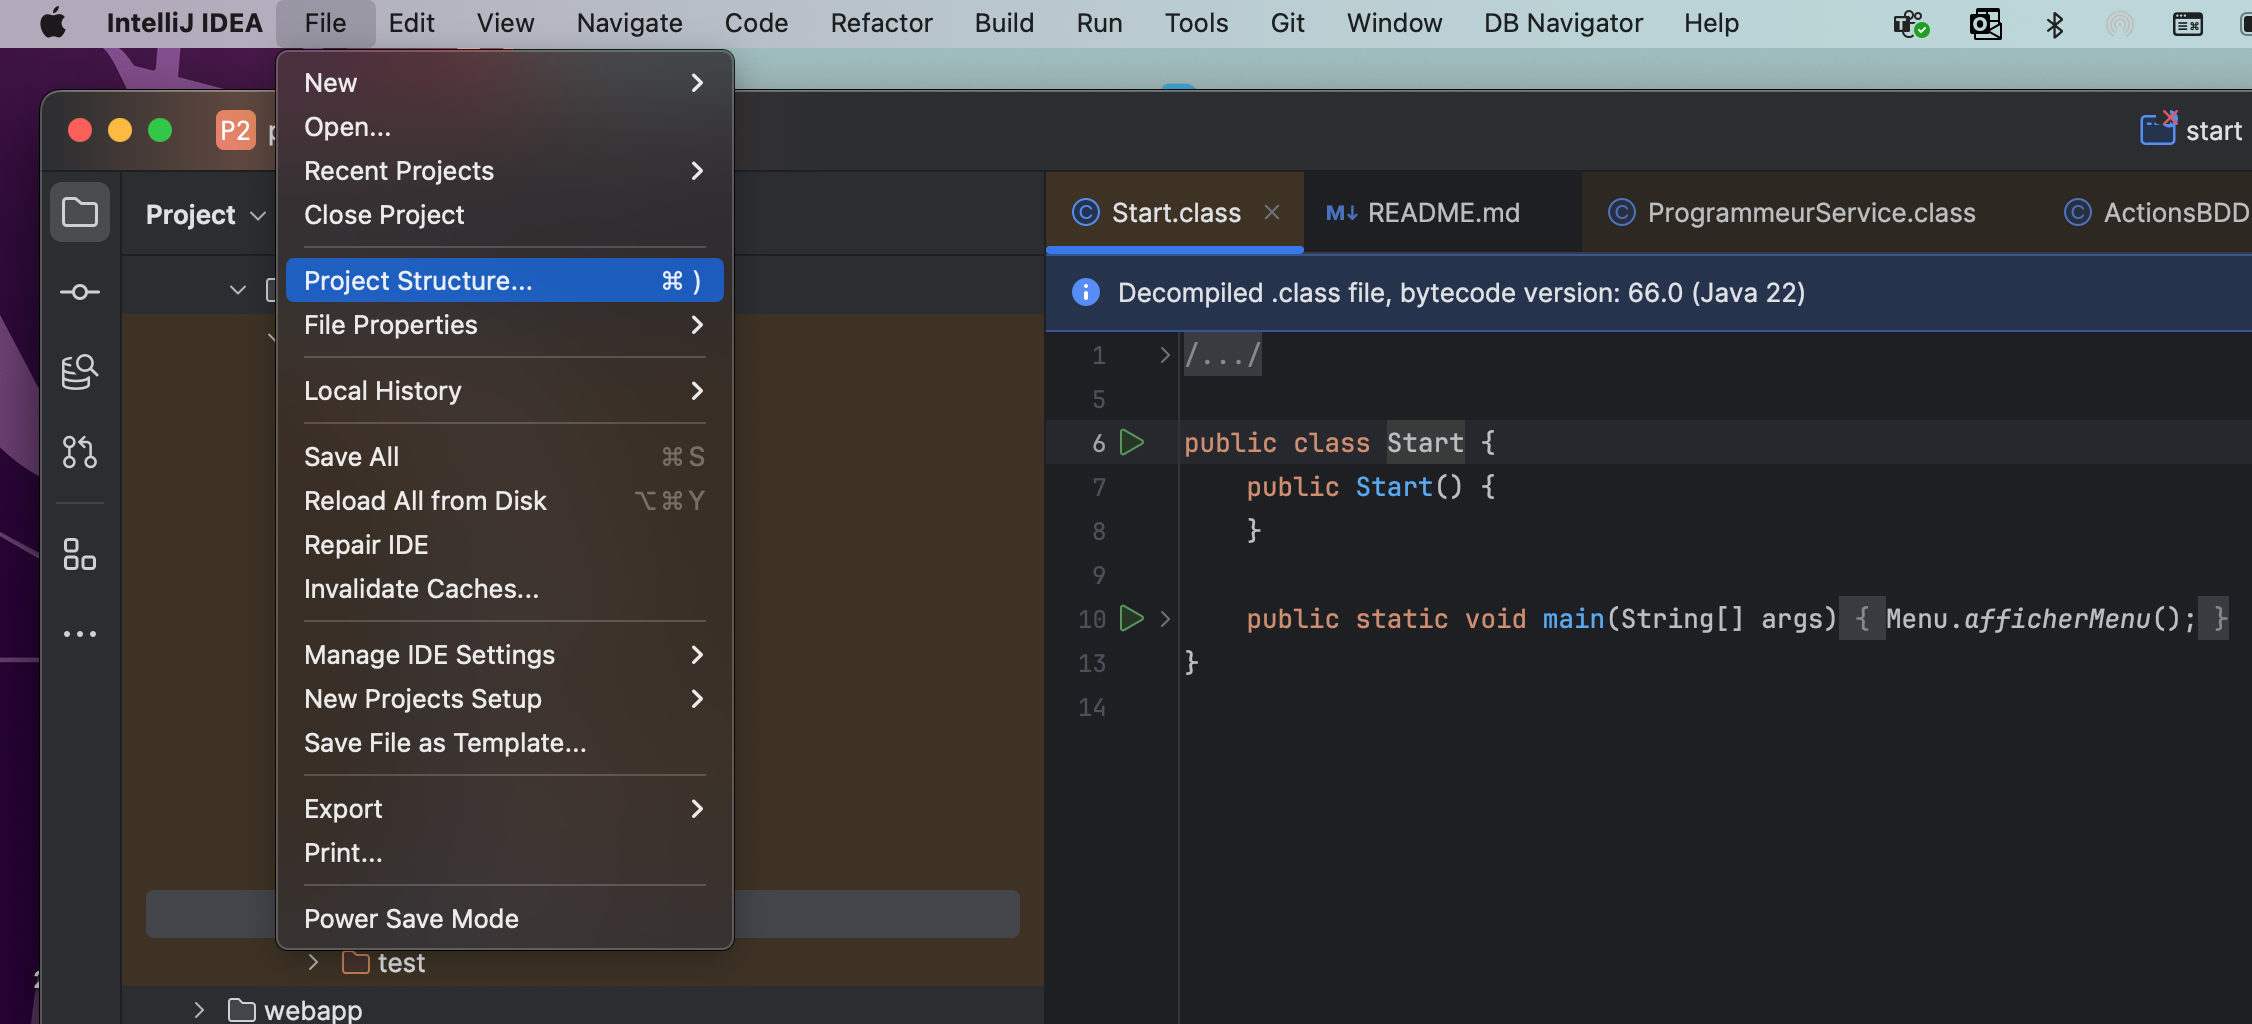 IntelliJ IDEA File Edit View Navigate Code Refactor Build Run Tools Git Window DB Navigator Help
P2
start
New
Open...
Recent Projects
Close Project
Project Structure... ⌘ )
File Properties
Local History
Save All ⌘ S
Reload All from Disk ⌥ ⌘ Y
Repair IDE
Invalidate Caches...
Manage IDE Settings
New Projects Setup
Save File as Template...
Export
Print...
Power Save Mode
Project
test
webapp
Start.class README.md ProgrammeurService.class ActionsBDD
Decompiled .class file, bytecode version: 66.0 (Java 22)
1 /.../
5
6 public class Start {
7 public Start() {
8 }
9
10 public static void main(String[] args) { Menu.afficherMenu(); }
13 }
14